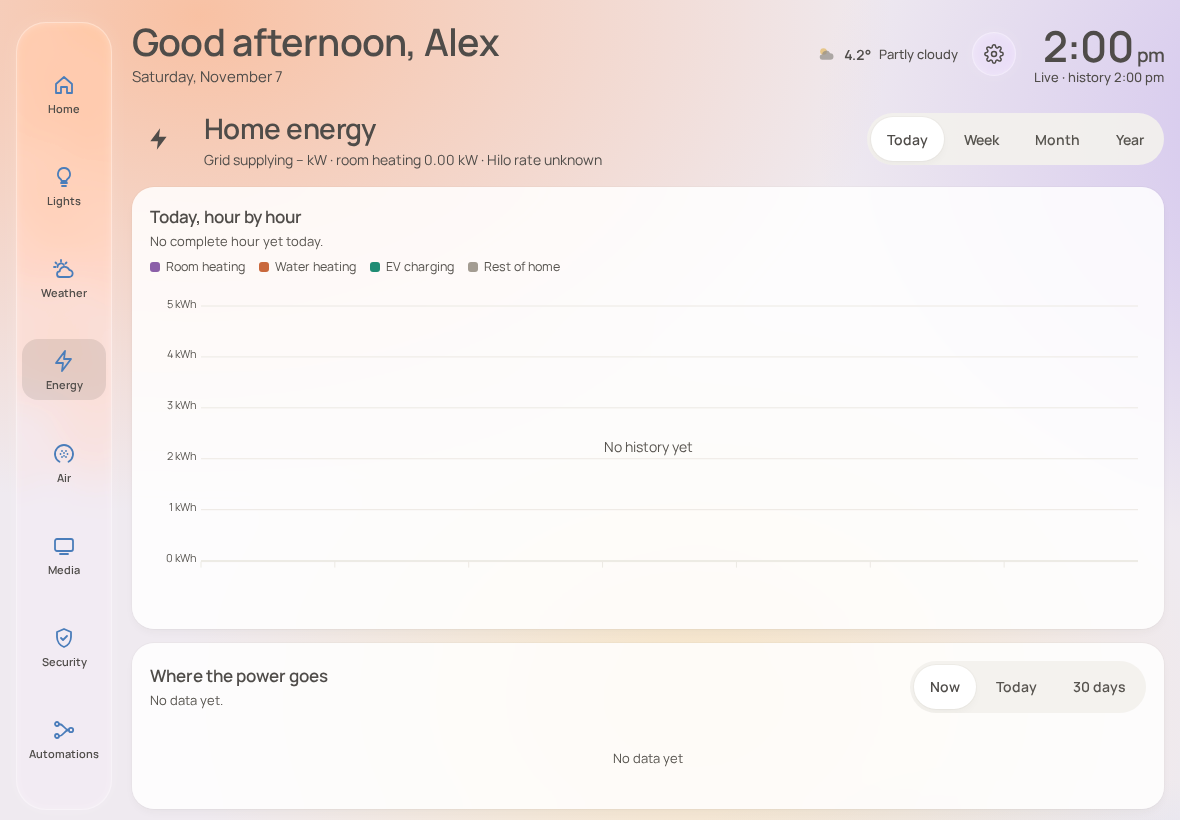 Good afternoon, Alex
Saturday, November 7
4.2° Partly cloudy
2:00 pm
Live · history 2:00 pm
Home
Lights
Weather
Energy
Air
Media
Security
Automations
Home energy
Grid supplying – kW · room heating 0.00 kW · Hilo rate unknown
Today Week Month Year
Today, hour by hour
No complete hour yet today.
Room heating Water heating EV charging Rest of home
5 kWh
4 kWh
3 kWh
No history yet
2 kWh
1 kWh
0 kWh
Where the power goes
No data yet.
Now Today 30 days
No data yet